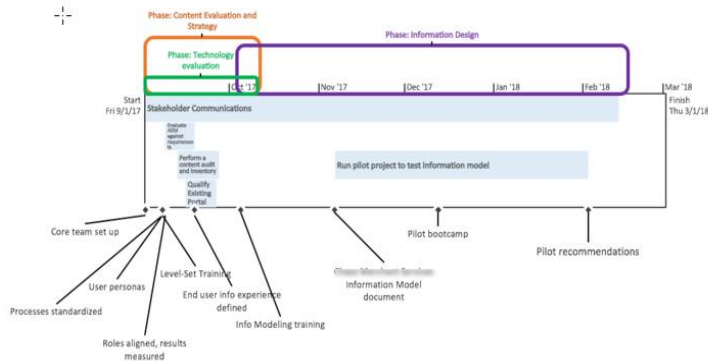 Phase: Content Evaluation and
Strategy
Phase: Information Design
Phase: Technology
evaluation
Oct '17
Nov '17
Dec '17
Jan '18
Feb '18
Mar '18
Start
Fri 9/1/17
Finish
Thu 3/1/18
Stakeholder Communications
Evaluate
AEM
against
requiremen
ts
Perform a
content audit
and inventory
Run pilot project to test information model
Qualify
Existing
Portal
Core team set up
User personas
Processes standardized
Level-Set Training
Roles aligned, results
measured
End user info experience
defined
Info Modeling training
Information Model
document
Pilot bootcamp
Pilot recommendations